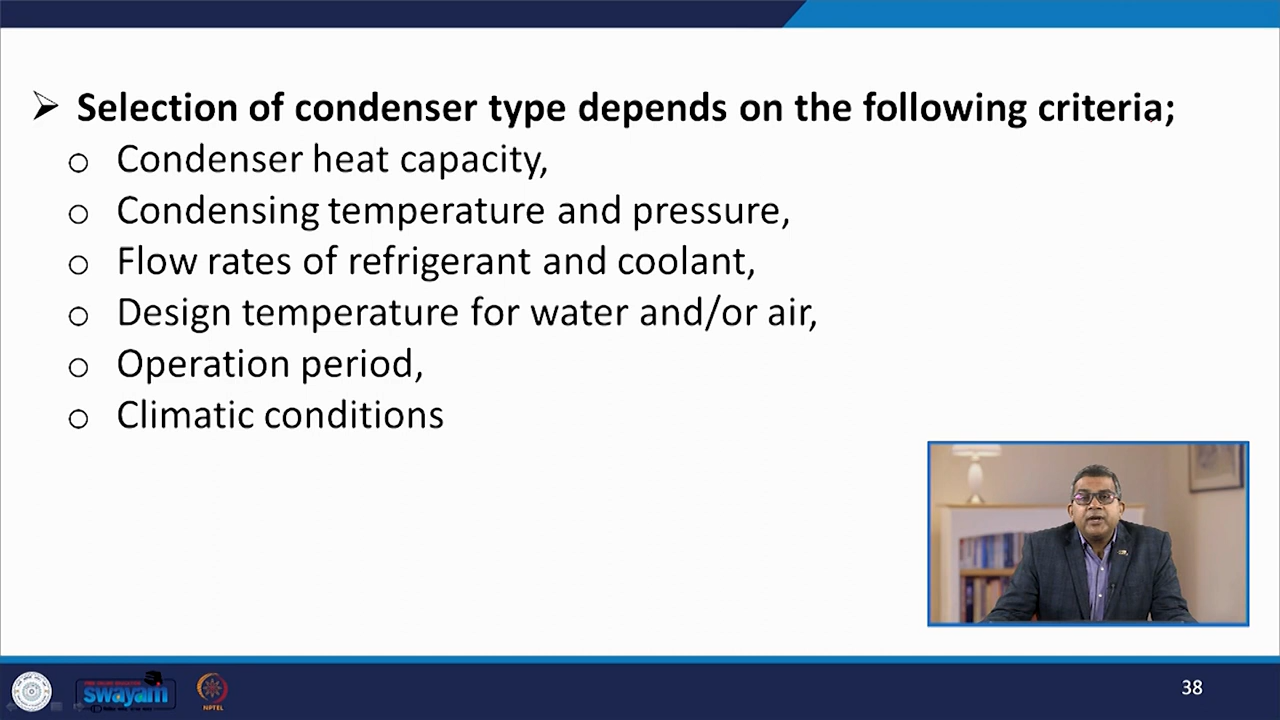 Selection of condenser type depends on the following criteria;
Condenser heat capacity,
Condensing temperature and pressure,
Flow rates of refrigerant and coolant,
Design temperature for water and/or air,
Operation period,
Climatic conditions
swayam
NPTEL
38